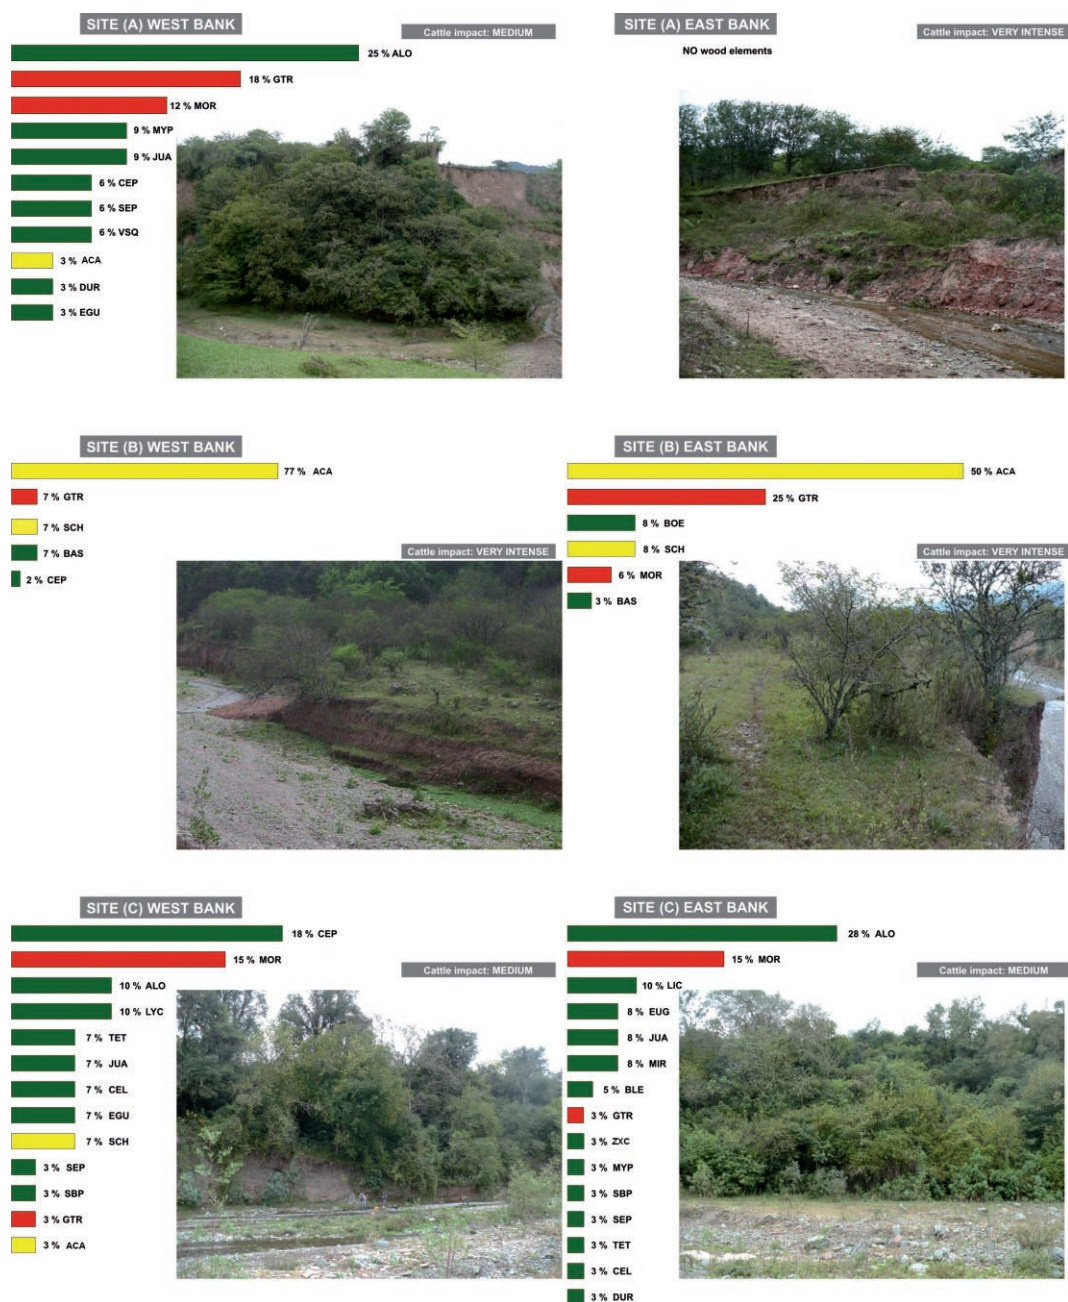 SITE (A) WEST BANK
Cattle impact: MEDIUM
25 % ALO
18 % GTR
12 % MOR
9 % MYP
9 % JUA
6 % CEP
6 % SEP
6 % VSQ
3 % ACA
3 % DUR
3 % EGU
SITE (A) EAST BANK
Cattle impact: VERY INTENSE
NO wood elements
SITE (B) WEST BANK
77 % ACA
7 % GTR
7 % SCH
7 % BAS
2 % CEP
Cattle impact: VERY INTENSE
SITE (B) EAST BANK
50 % ACA
25 % GTR
8 % BOE
8 % SCH
6 % MOR
3 % BAS
Cattle impact: VERY INTENSE
SITE (C) WEST BANK
18 % CEP
15 % MOR
Cattle impact: MEDIUM
10 % ALO
10 % LYC
7 % TET
7 % JUA
7 % CEL
7 % EGU
7 % SCH
3 % SEP
3 % SBP
3 % GTR
3 % ACA
SITE (C) EAST BANK
28 % ALO
15 % MOR
Cattle impact: MEDIUM
10 % LIC
8 % EUG
8 % JUA
8 % MIR
5 % BLE
3 % GTR
3 % ZXC
3 % MYP
3 % SBP
3 % SEP
3 % TET
3 % CEL
3 % DUR